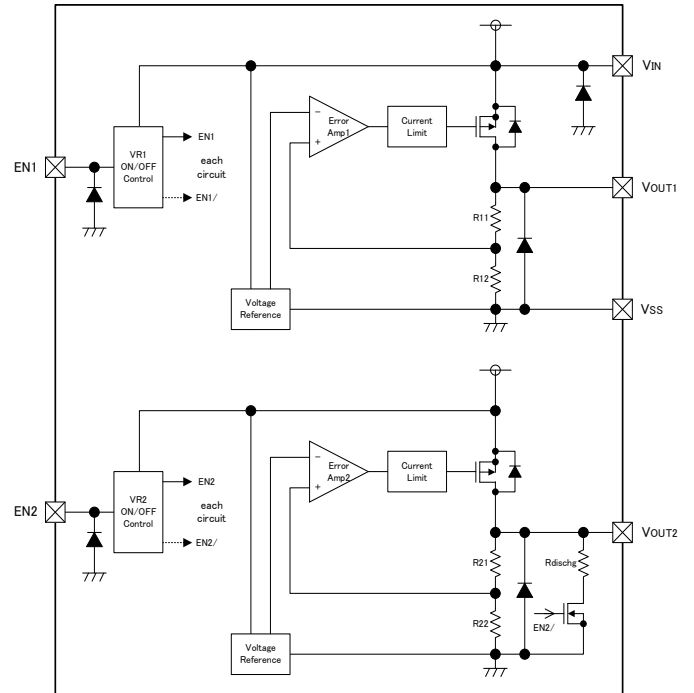 VIN
EN1
VR1
ON/OFF
Control
EN1
each
circuit
EN1/
−
+
Error
Amp1
Current
Limit
VOUT1
R11
R12
Voltage
Reference
VSS
EN2
VR2
ON/OFF
Control
EN2
each
circuit
EN2/
−
+
Error
Amp2
Current
Limit
VOUT2
R21
Rdischg
R22
EN2/
Voltage
Reference